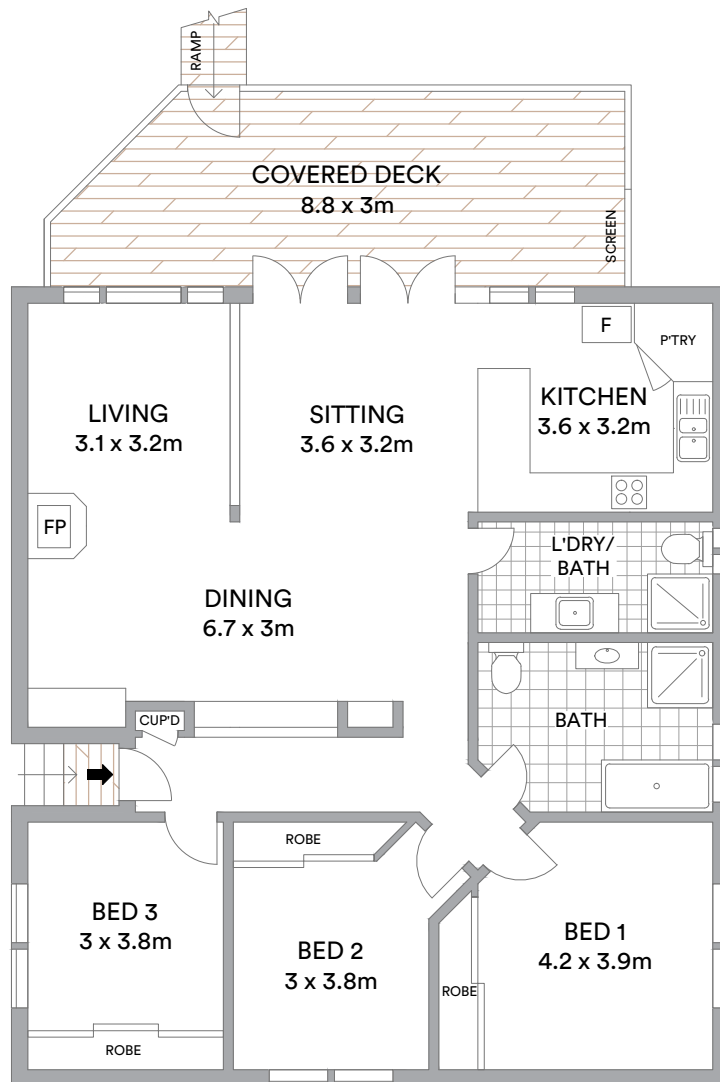 RAMP
COVERED DECK
8.8 x 3m
SCREEN
F
P'TRY
LIVING
3.1 x 3.2m
SITTING
3.6 x 3.2m
KITCHEN
3.6 x 3.2m
FP
L'DRY/
BATH
DINING
6.7 x 3m
CUP'D
BATH
ROBE
BED 3
3 x 3.8m
BED 2
3 x 3.8m
BED 1
4.2 x 3.9m
ROBE
ROBE